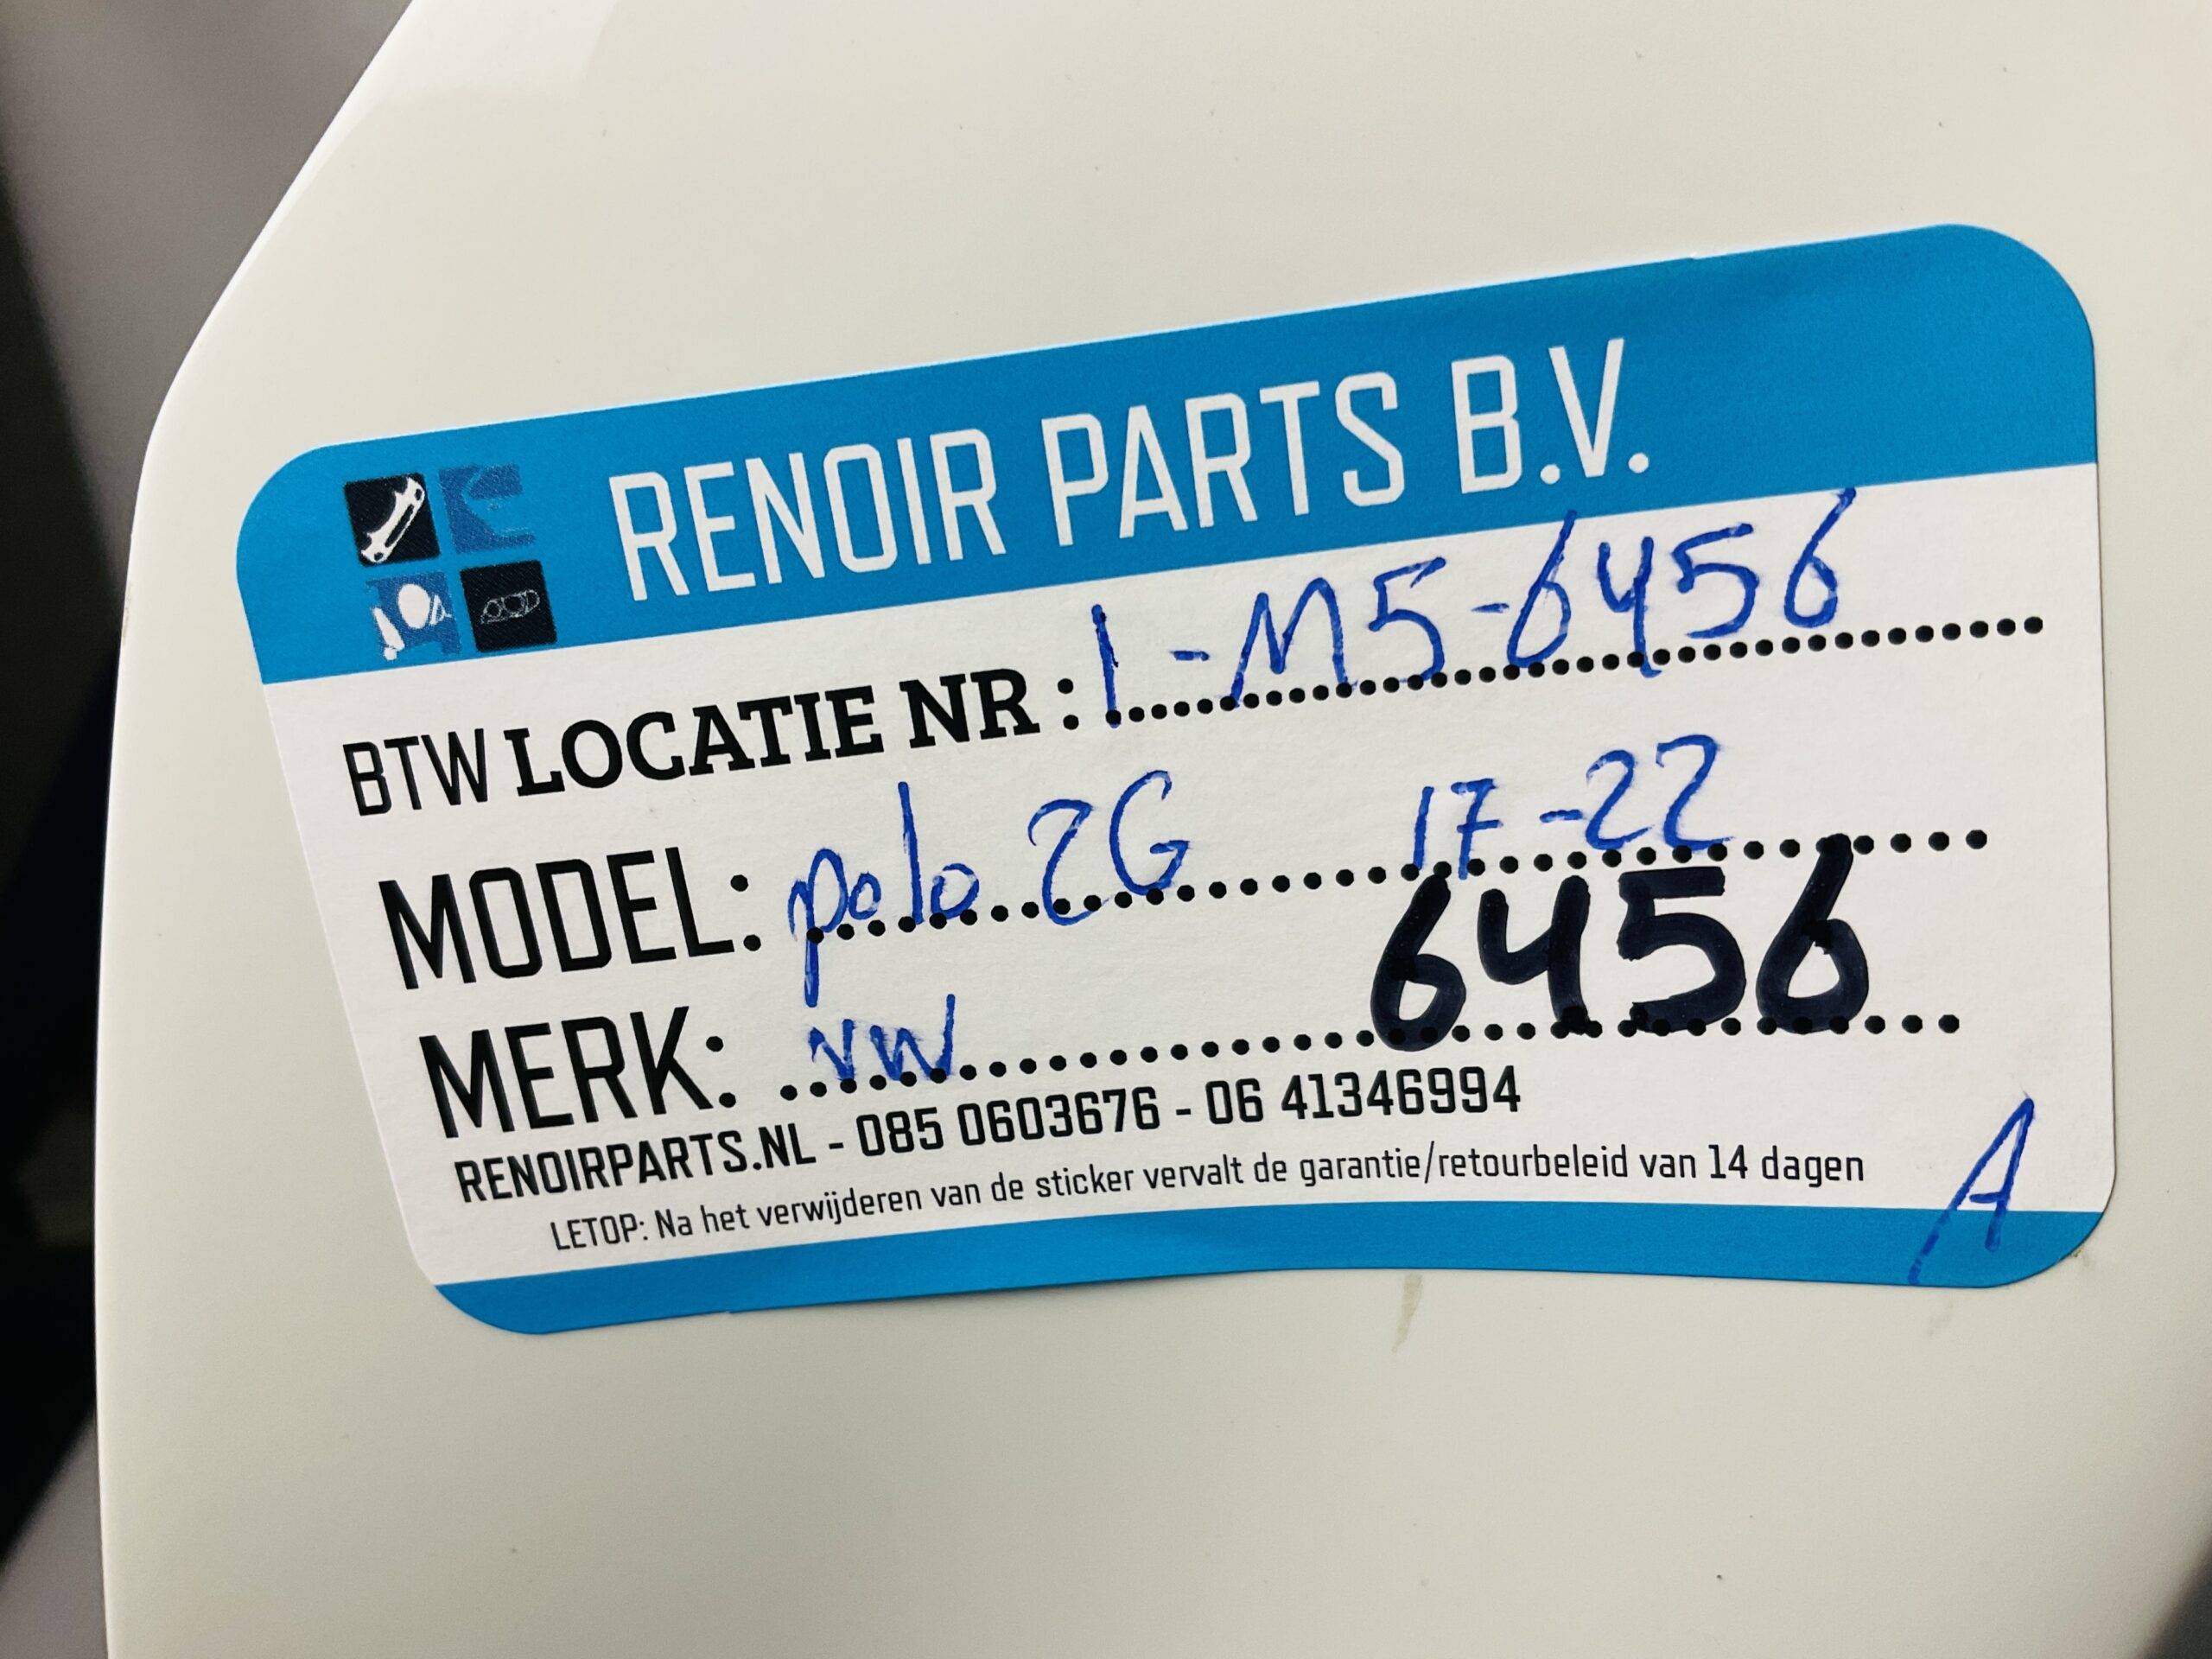 RENOIR PARTS B.V.
BTW LOCATIE NR : 1-M5-6456
MODEL: polo 2G 17-22
6456
MERK: VW
RENOIRPARTS.NL - 085 0603676 - 06 41346994
LETOP: Na het verwijderen van de sticker vervalt de garantie/retourbeleid van 14 dagen
A